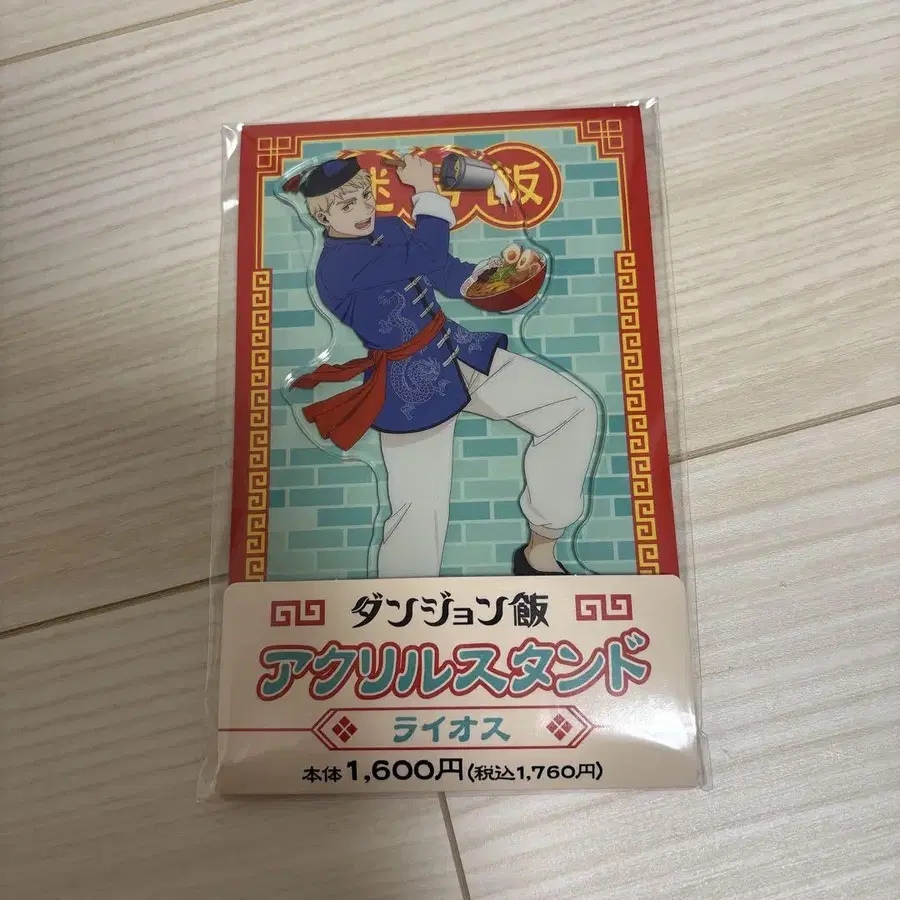 飯
ダンジョン飯
アクリルスタンド
ライオス
本体1,600円(税込1,760円)